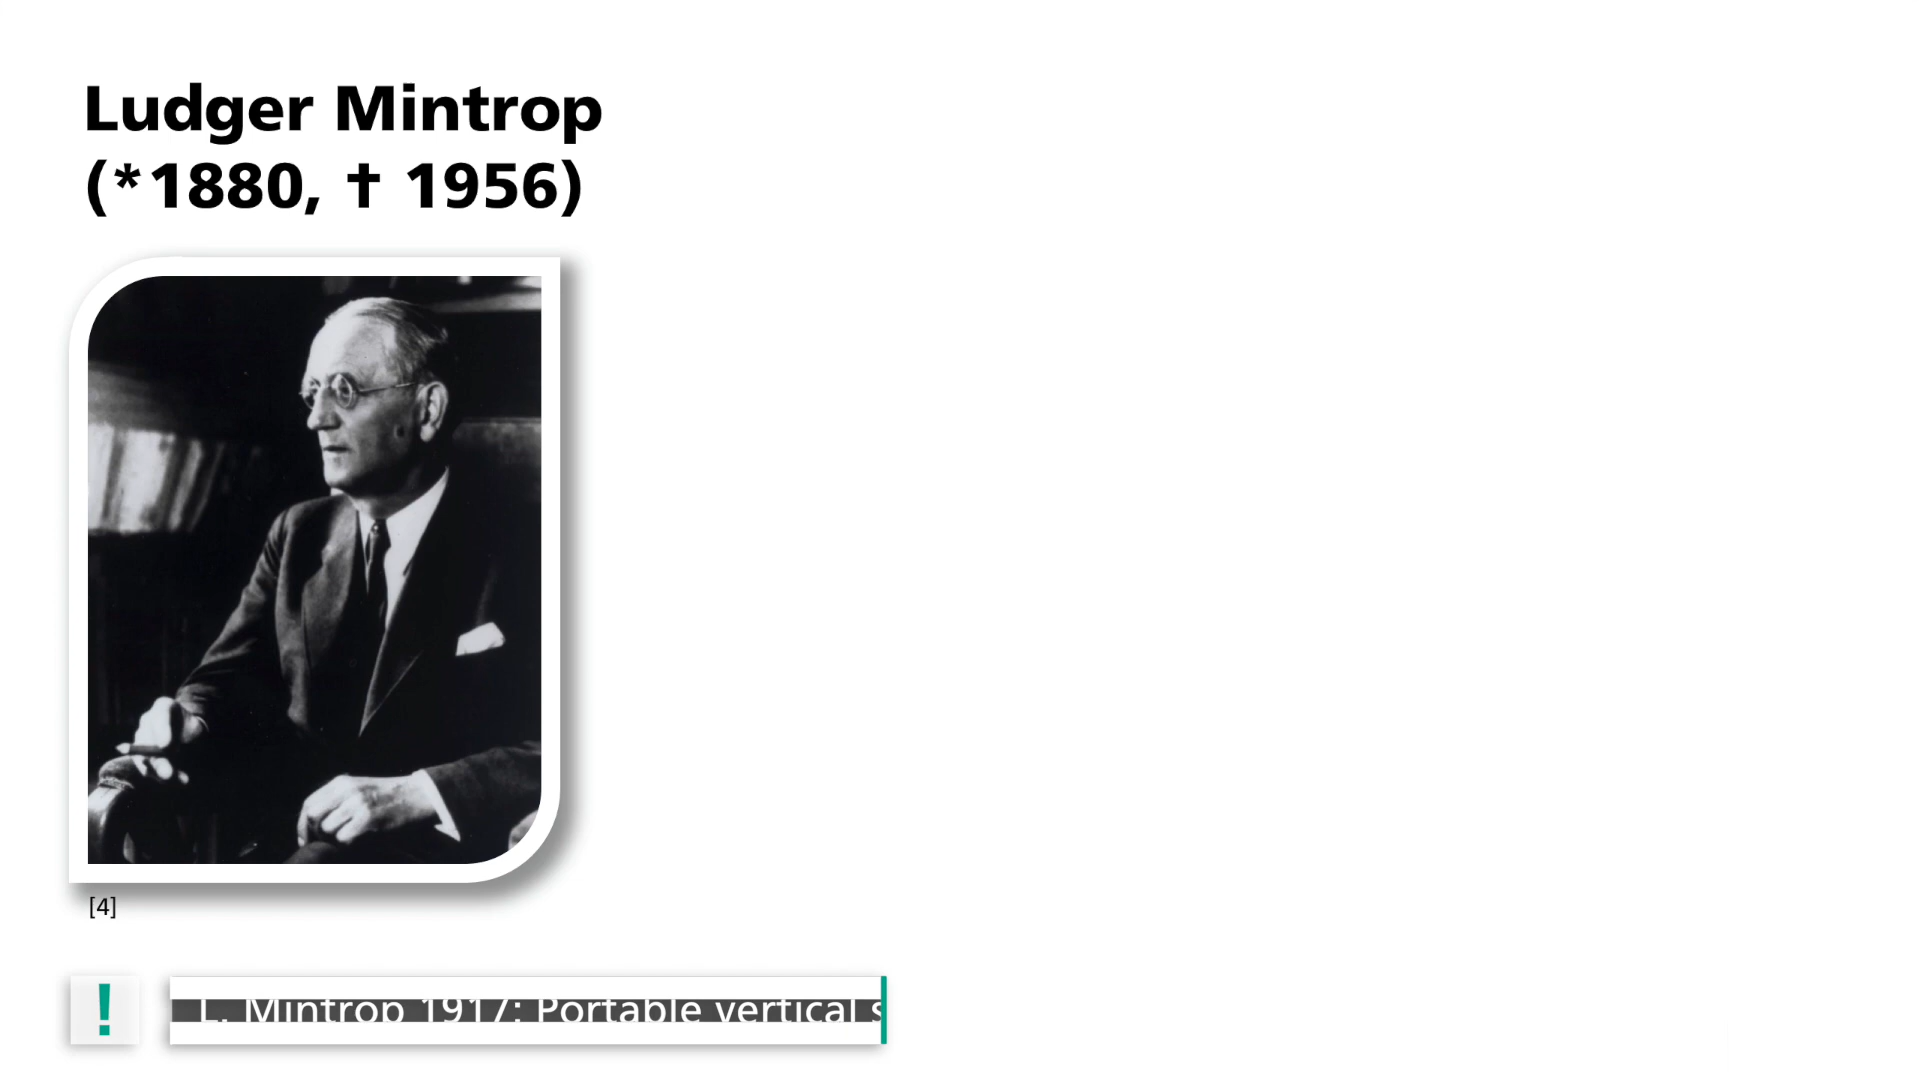 Ludger Mintrop
(*1880, † 1956)
[4]
!
L. Mintrop 1917: Portable vertical s